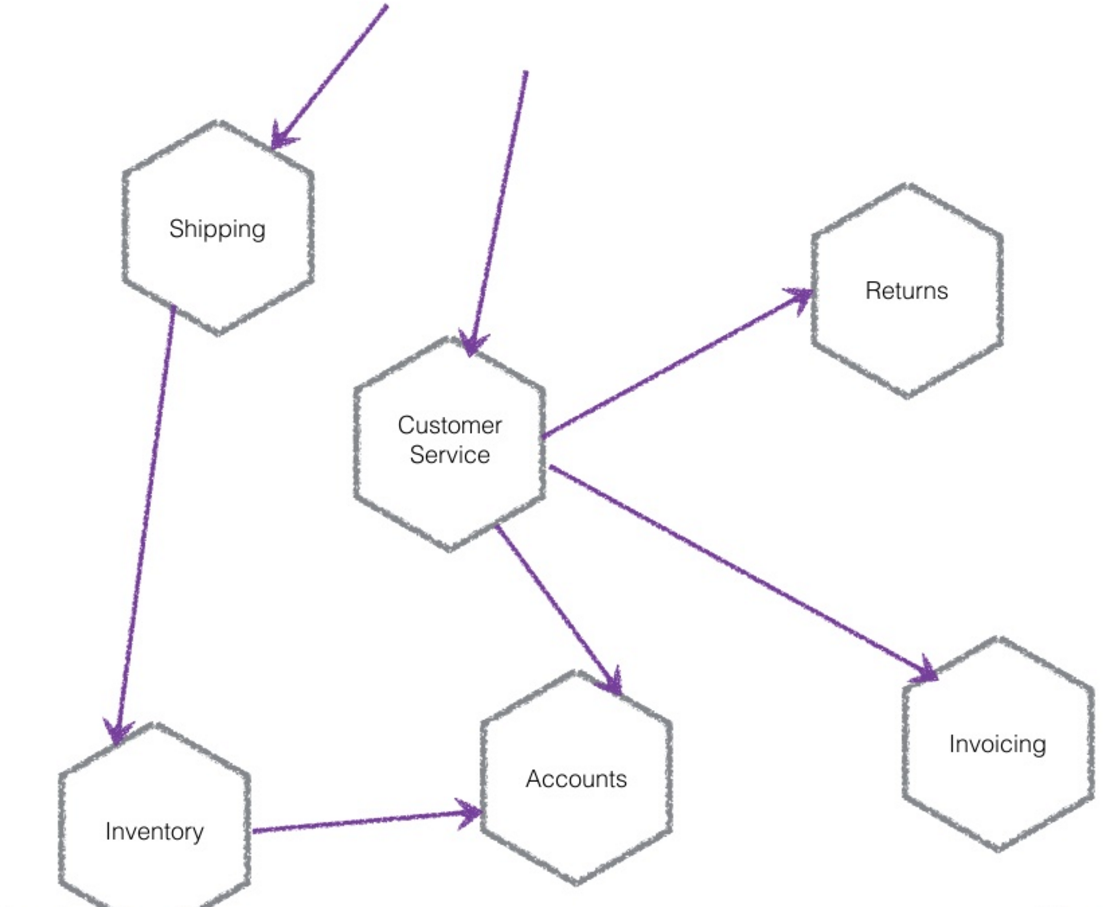 Shipping
Returns
Customer
Service
Invoicing
Accounts
Inventory